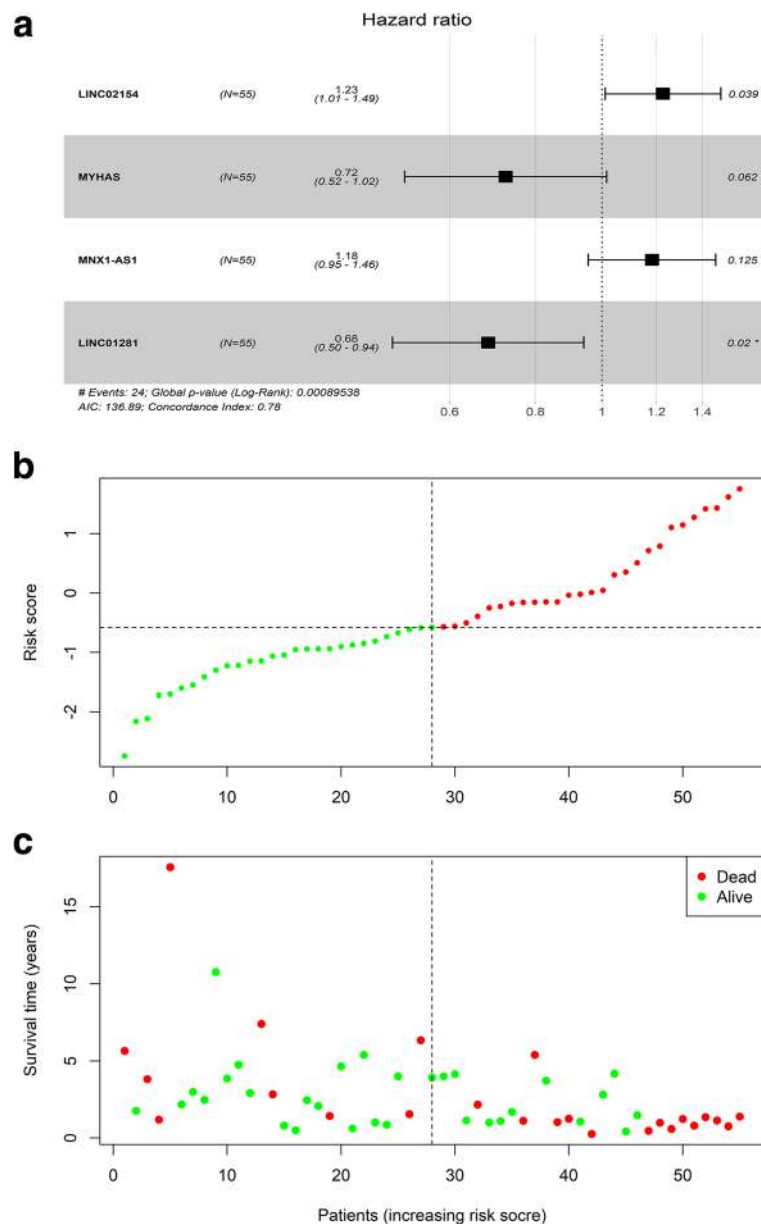 a
Hazard ratio
LINC02154 (N=55) 1.23 (1.01 - 1.49) 0.039
MYHAS (N=55) 0.72 (0.52 - 1.02) 0.062
MNX1-AS1 (N=55) 1.18 (0.95 - 1.46) 0.125
LINC01281 (N=55) 0.68 (0.50 - 0.94) 0.02 *
# Events: 24; Global p-value (Log-Rank): 0.00089538
AIC: 136.89; Concordance Index: 0.78
0.6 0.8 1 1.2 1.4
b
Risk score
1
0
-1
-2
0 10 20 30 40 50
c
Survival time (years)
15
10
5
0
Dead
Alive
0 10 20 30 40 50
Patients (increasing risk socre)